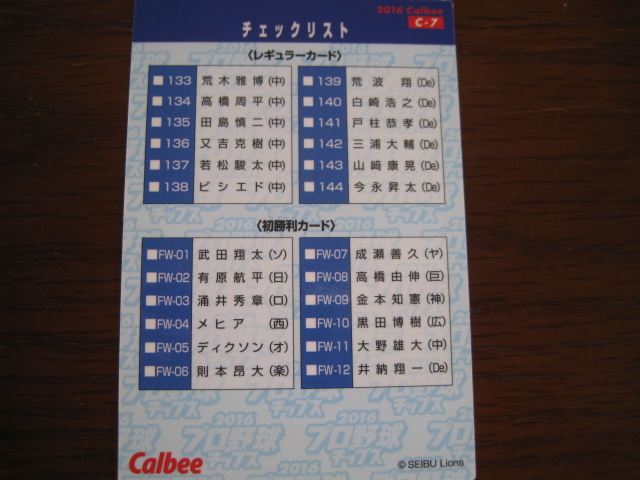 2016 Calbee
C-7
チェックリスト
〈レギュラーカード〉
133 荒木雅博(中)
134 高橋周平(中)
135 田島慎二(中)
136 又吉克樹(中)
137 若松駿太(中)
138 ビシエド(中)
139 荒波 翔(De)
140 白崎浩之(De)
141 戸柱恭孝(De)
142 三浦大輔(De)
143 山﨑康晃(De)
144 今永昇太(De)
〈初勝利カード〉
FW-01 武田翔太(ソ)
FW-02 有原航平(日)
FW-03 涌井秀章(ロ)
FW-04 メヒア (西)
FW-05 ディクソン(オ)
FW-06 則本昂大(楽)
FW-07 成瀬善久(ヤ)
FW-08 高橋由伸(巨)
FW-09 金本知憲(神)
FW-10 黒田博樹(広)
FW-11 大野雄大(中)
FW-12 井納翔一(De)
2016
プロ野球
チップス
Calbee
© SEIBU Lions